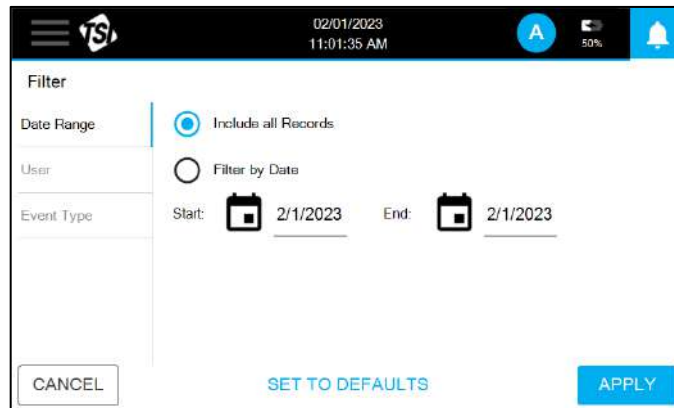 TSI
02/01/2023
11:01:35 AM
A
50%
Filter
Date Range
Include all Records
User
Filter by Date
Event Type
Start: 2/1/2023 End: 2/1/2023
CANCEL SET TO DEFAULTS APPLY